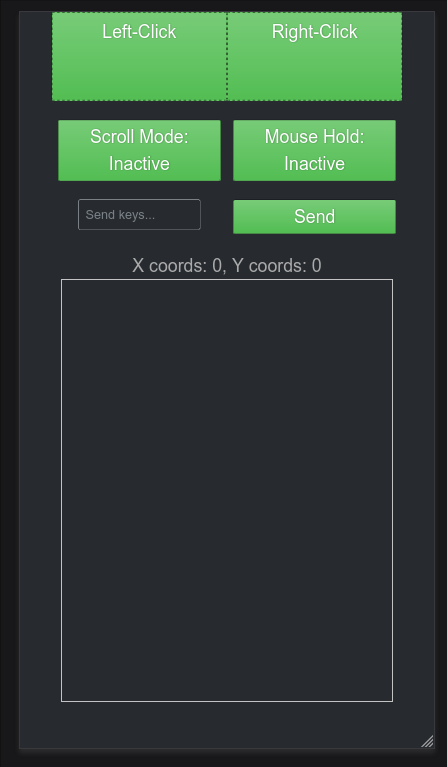 Left-Click Right-Click
Scroll Mode: Mouse Hold:
Inactive Inactive
Send keys... Send
X coords: 0, Y coords: 0